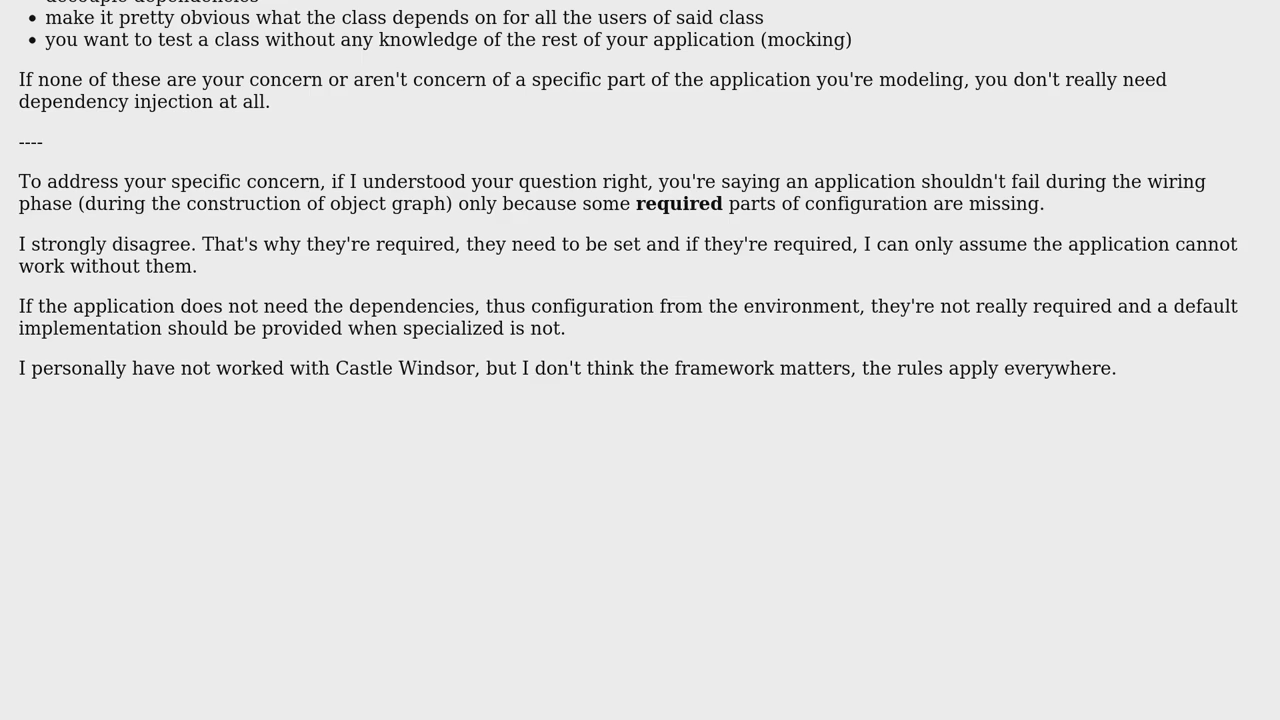 decouple dependencies
• make it pretty obvious what the class depends on for all the users of said class
• you want to test a class without any knowledge of the rest of your application (mocking)
If none of these are your concern or aren't concern of a specific part of the application you're modeling, you don't really need
dependency injection at all.
----
To address your specific concern, if I understood your question right, you're saying an application shouldn't fail during the wiring
phase (during the construction of object graph) only because some required parts of configuration are missing.
I strongly disagree. That's why they're required, they need to be set and if they're required, I can only assume the application cannot
work without them.
If the application does not need the dependencies, thus configuration from the environment, they're not really required and a default
implementation should be provided when specialized is not.
I personally have not worked with Castle Windsor, but I don't think the framework matters, the rules apply everywhere.